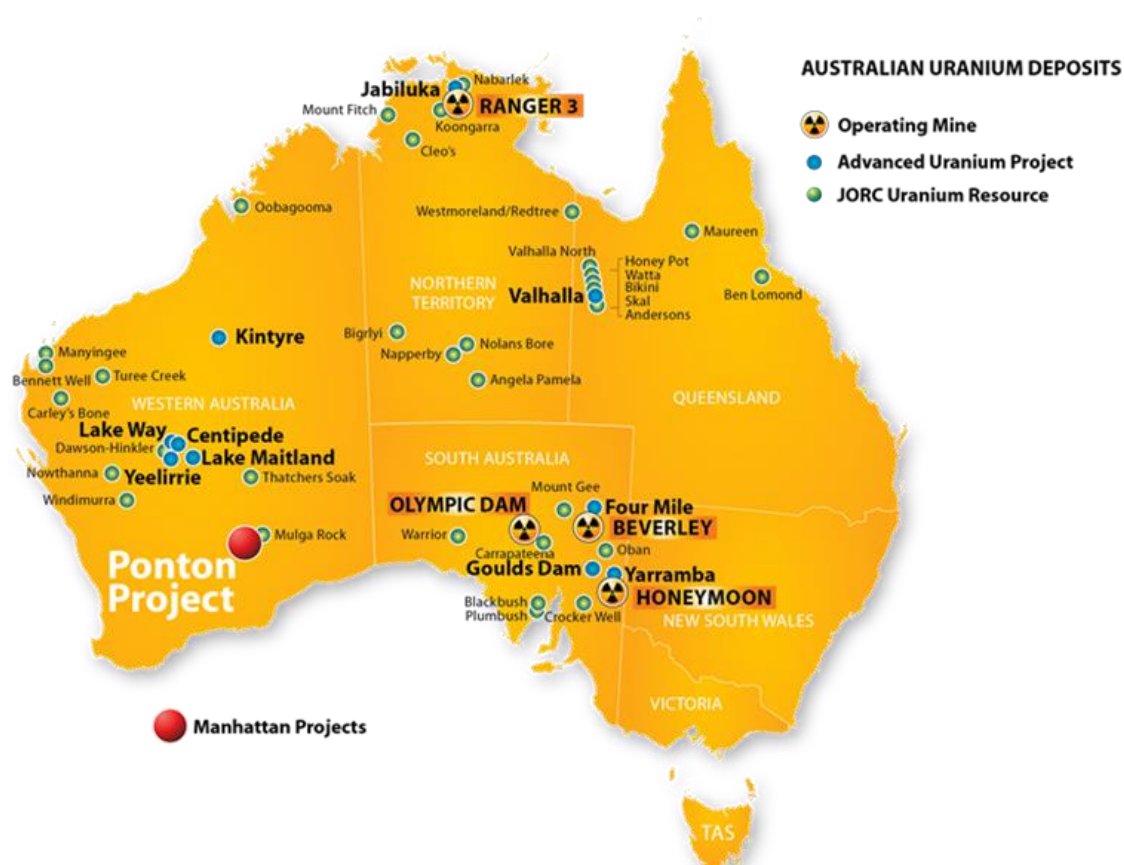 AUSTRALIAN URANIUM DEPOSITS
Operating Mine
Advanced Uranium Project
JORC Uranium Resource
Nabarlek
Jabiluka
RANGER 3
Mount Fitch
Koongarra
Cleo's
Oobagooma
Westmoreland/Redtree
Maureen
Valhalla North
Honey Pot
Watta
Bikini
Skal
Andersons
NORTHERN
TERRITORY
Valhalla
Ben Lomond
Kintyre
Bigrlyi
Nolans Bore
Napperby
Angela Pamela
Manyingee
Bennett Well
Turee Creek
Carley's Bone
WESTERN AUSTRALIA
QUEENSLAND
Lake Way
Centipede
Dawson-Hinkler
Lake Maitland
Nowthanna
Yeelirrie
Thatchers Soak
Windimurra
SOUTH AUSTRALIA
Mount Gee
OLYMPIC DAM
Four Mile
BEVERLEY
Warrior
Carrapateena
Oban
Mulga Rock
Ponton
Project
Goulds Dam
Yarramba
HONEYMOON
Blackbush
Plumbush
Crocker Well
NEW SOUTH WALES
VICTORIA
Manhattan Projects
TAS